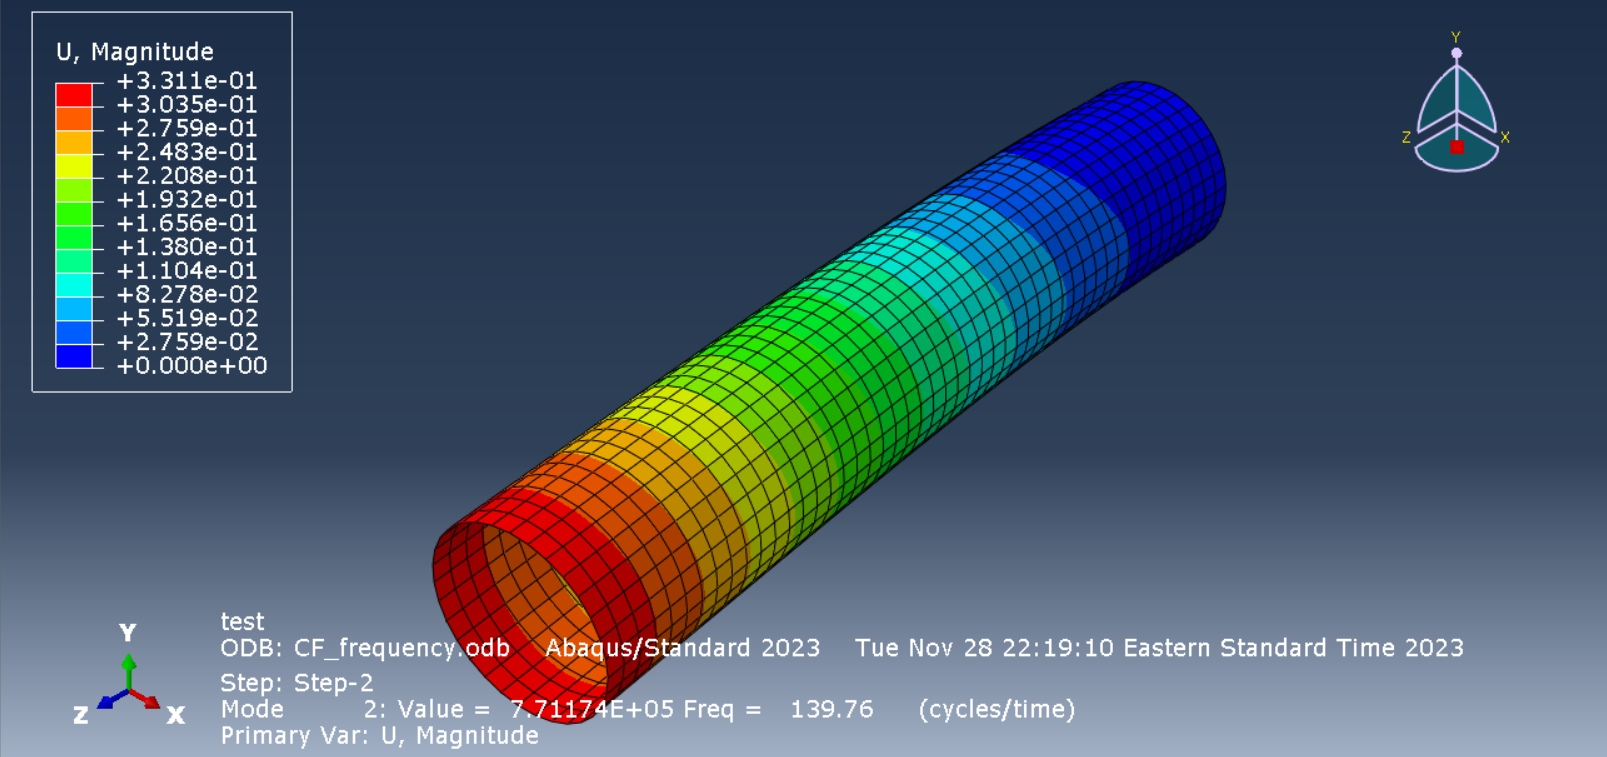 U, Magnitude
+3.311e-01
+3.035e-01
+2.759e-01
+2.483e-01
+2.208e-01
+1.932e-01
+1.656e-01
+1.380e-01
+1.104e-01
+8.278e-02
+5.519e-02
+2.759e-02
+0.000e+00
Y
Z
X
test
ODB: CF_frequency.odb Abaqus/Standard 2023 Tue Nov 28 22:19:10 Eastern Standard Time 2023
Step: Step-2
Mode 2: Value = 7.71174E+05 Freq = 139.76 (cycles/time)
Primary Var: U, Magnitude
Y
Z
X